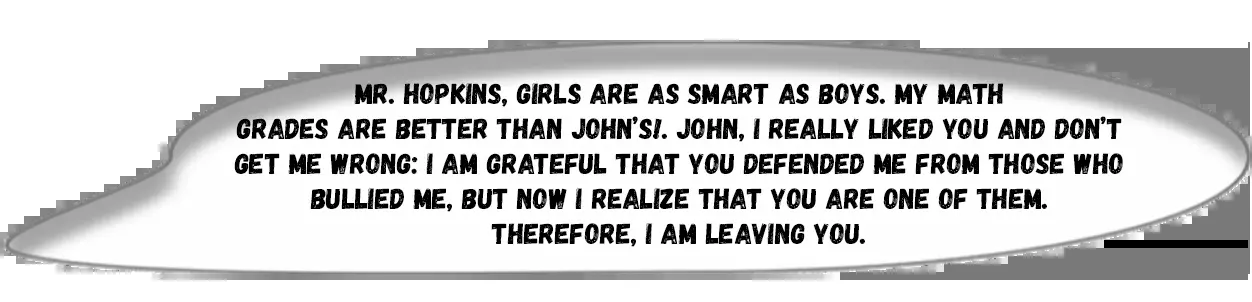 MR. HOPKINS, GIRLS ARE AS SMART AS BOYS. MY MATH
GRADES ARE BETTER THAN JOHN'S!. JOHN, I REALLY LIKED YOU AND DON'T
GET ME WRONG: I AM GRATEFUL THAT YOU DEFENDED ME FROM THOSE WHO
BULLIED ME, BUT NOW I REALIZE THAT YOU ARE ONE OF THEM.
THEREFORE, I AM LEAVING YOU.